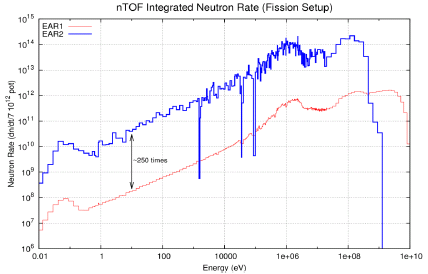 nTOF Integrated Neutron Rate (Fission Setup)
10^15
10^14
10^13
10^12
10^11
10^10
10^9
10^8
10^7
10^6
Neutron Rate (dn/dt/7 10^12 pot)
EAR1
EAR2
~250 times
0.01 1 100 10000 1e+06 1e+08 1e+10
Energy (eV)